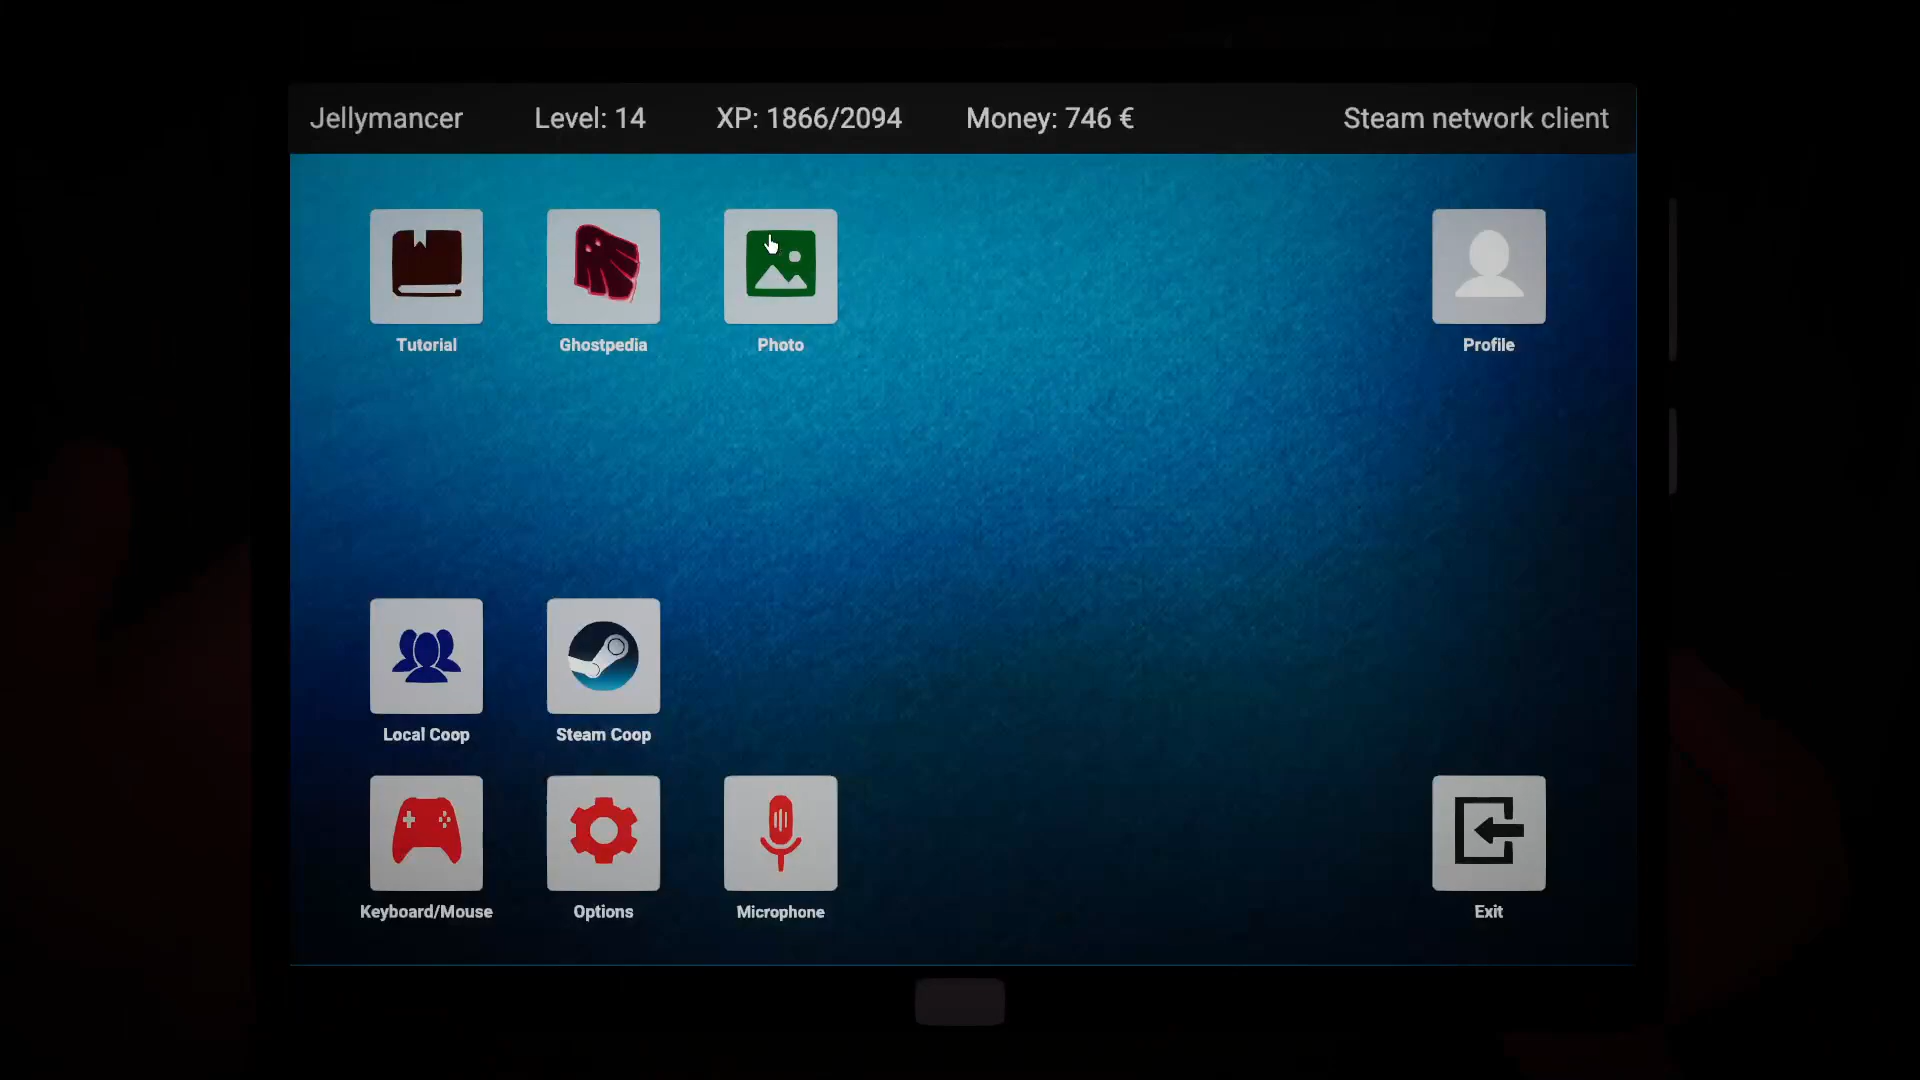 Jellymancer Level: 14 XP: 1866/2094 Money: 746 € Steam network client
Tutorial Ghostpedia Photo Profile
Local Coop Steam Coop
Keyboard/Mouse Options Microphone Exit